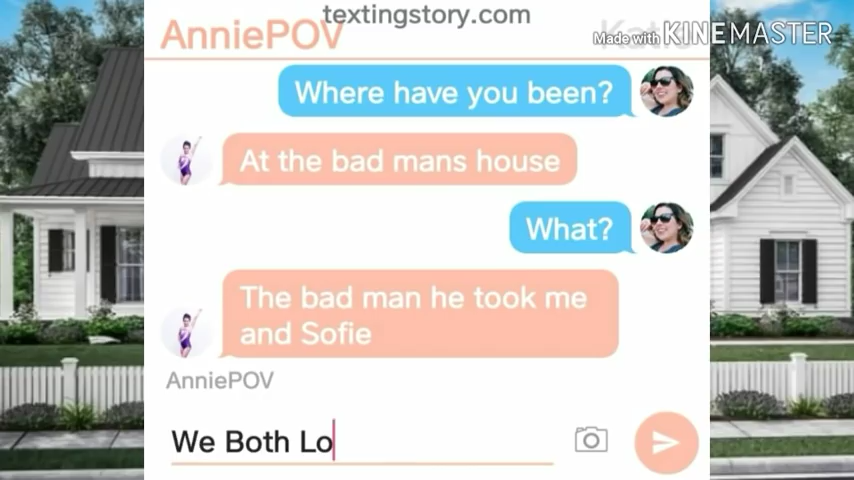 textingstory.com
AnniePOV
Made with KINEMASTER
Where have you been?
At the bad mans house
What?
The bad man he took me
and Sofie
AnniePOV
We Both Lo